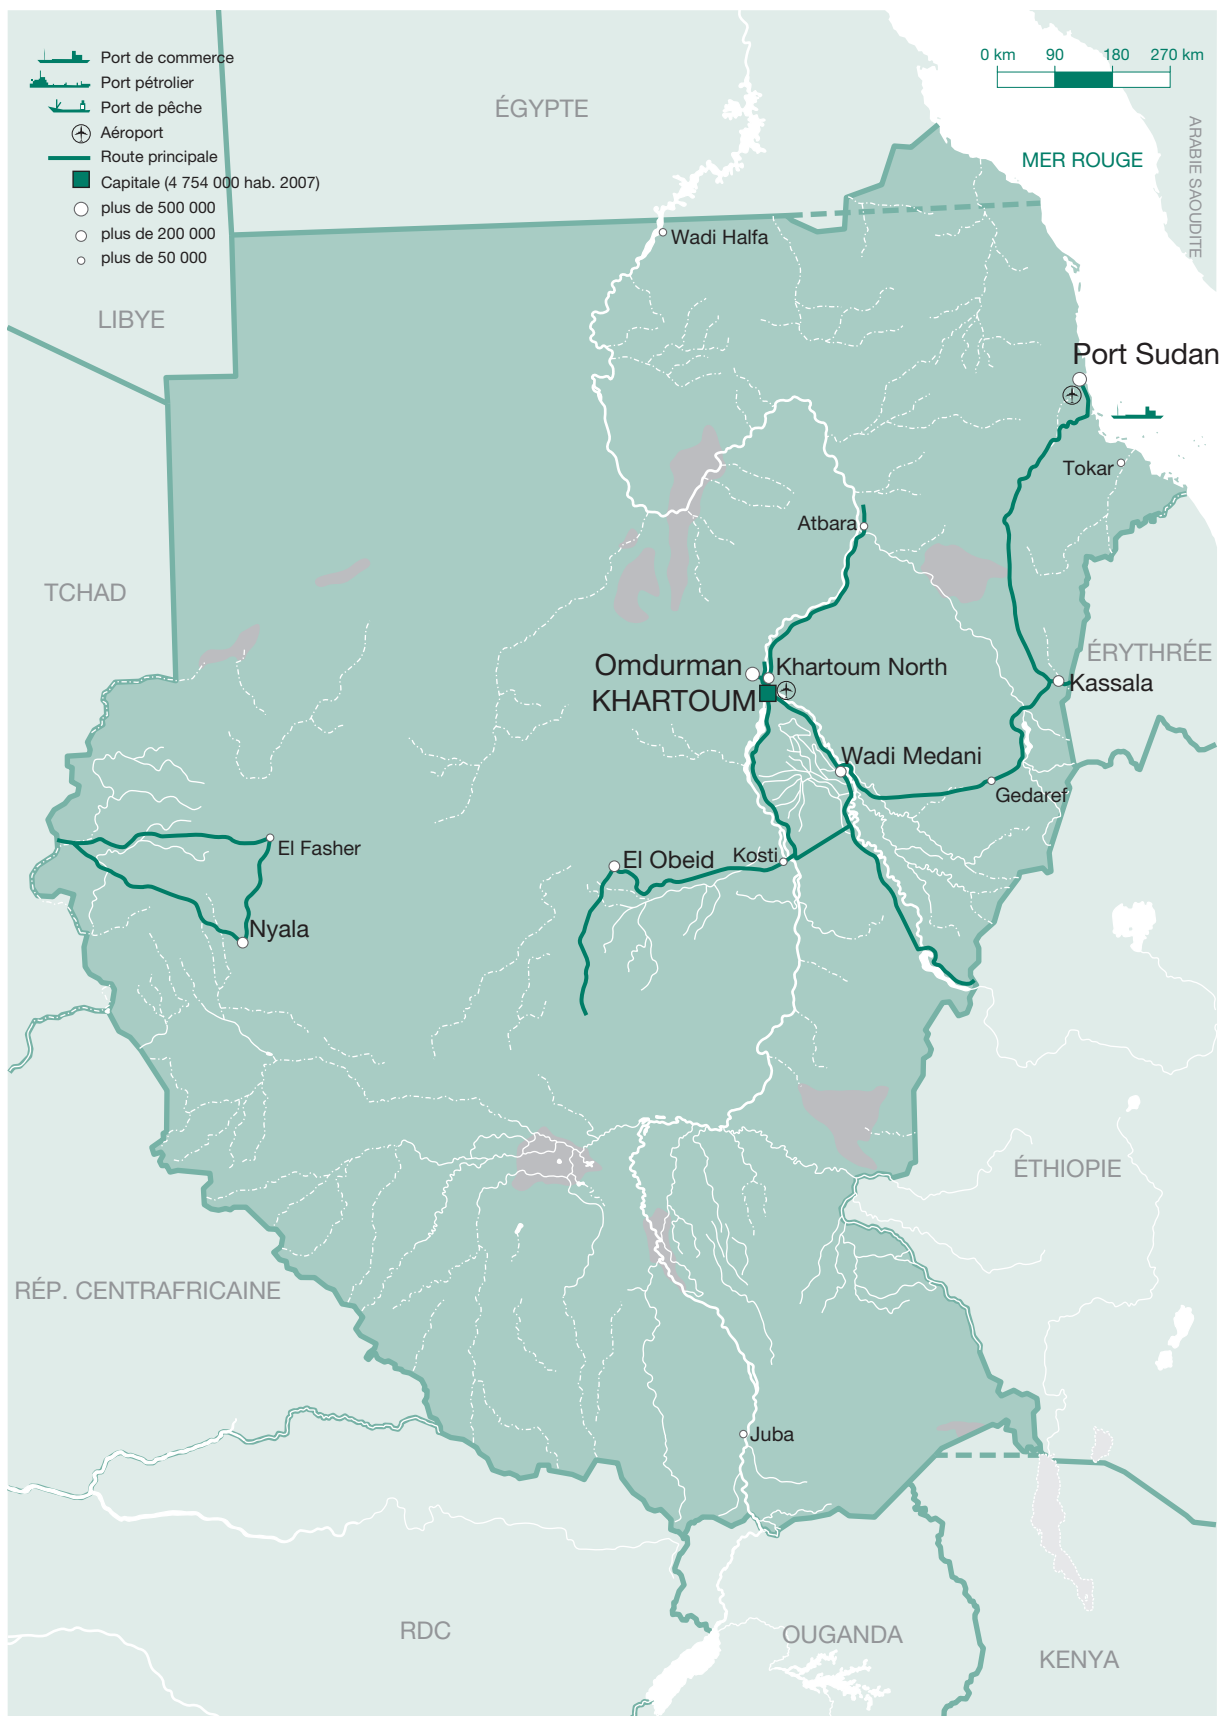 Port de commerce
Port pétrolier
Port de pêche
Aéroport
Route principale
Capitale (4 754 000 hab. 2007)
plus de 500 000
plus de 200 000
plus de 50 000
0 km 90 180 270 km
ÉGYPTE
MER ROUGE
ARABIE SAOUDITE
Wadi Halfa
LIBYE
Port Sudan
Tokar
Atbara
TCHAD
ÉRYTHRÉE
Omdurman
Khartoum North
KHARTOUM
Kassala
Wadi Medani
Gedaref
El Fasher
El Obeid
Kosti
Nyala
ÉTHIOPIE
RÉP. CENTRAFRICAINE
Juba
RDC
OUGANDA
KENYA